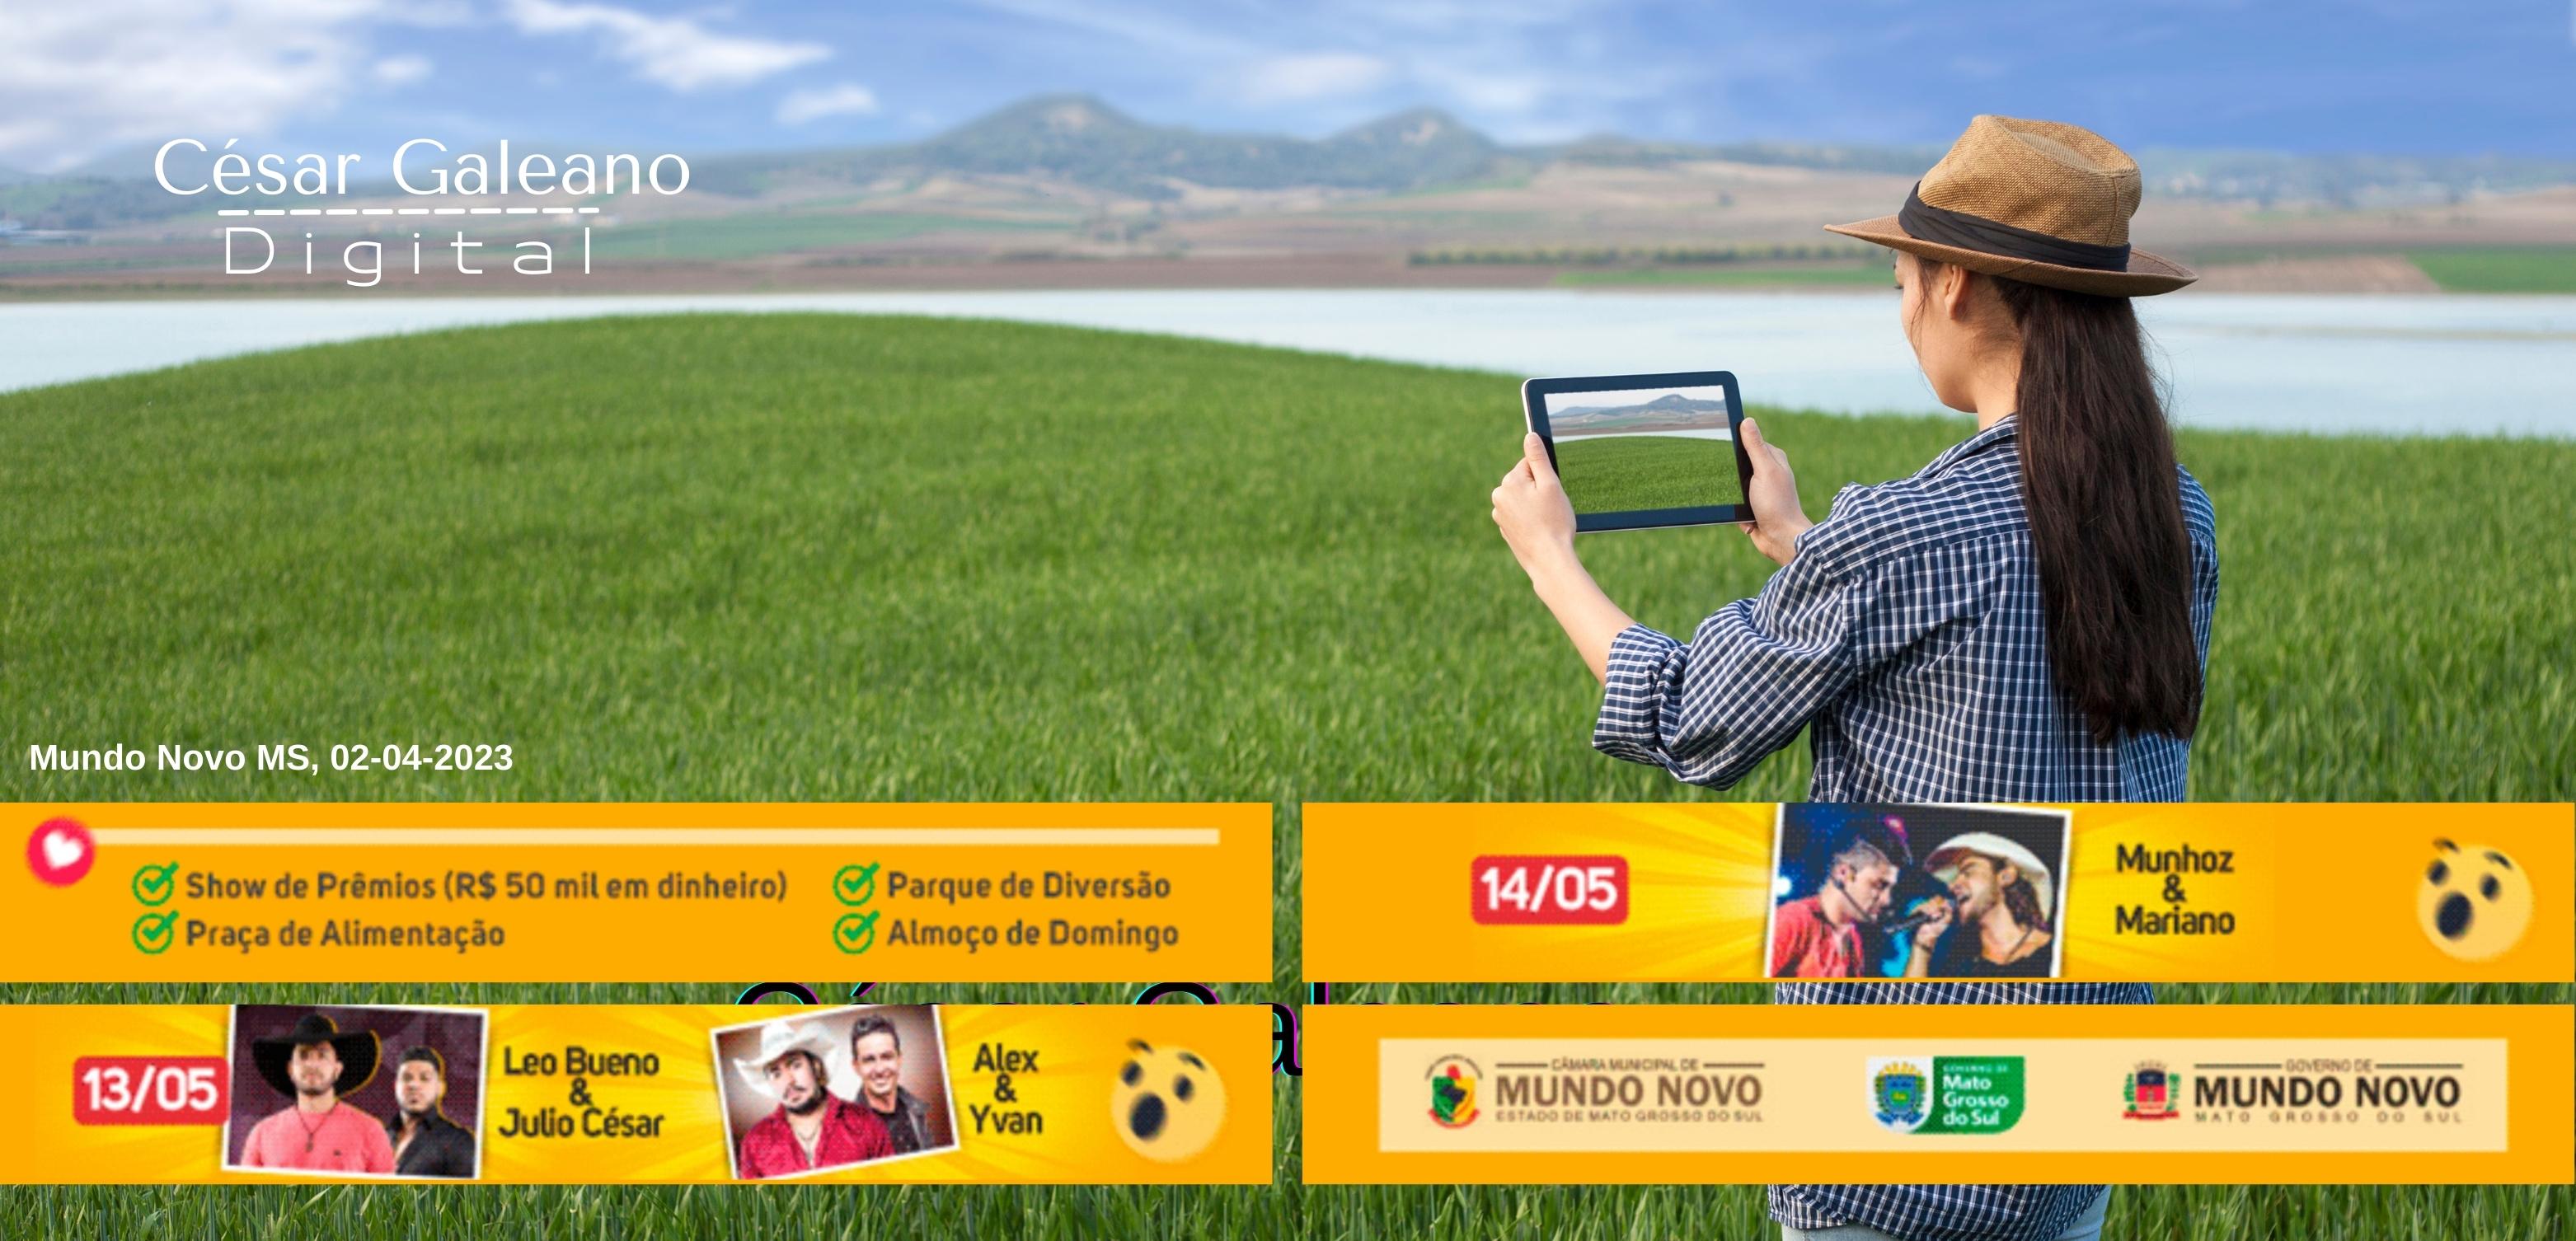 César Galeano
Digital
Mundo Novo MS, 02-04-2023
Show de Prêmios (R$ 50 mil em dinheiro)
Praça de Alimentação
Parque de Diversão
Almoço de Domingo
14/05
Munhoz
&
Mariano
13/05
Leo Bueno
&
Julio César
Alex
&
Yvan
CÂMARA MUNICIPAL DE
MUNDO NOVO
ESTADO DE MATO GROSSO DO SUL
GOVERNO DE
Mato
Grosso
do Sul
GOVERNO DE
MUNDO NOVO
MATO GROSSO DO SUL